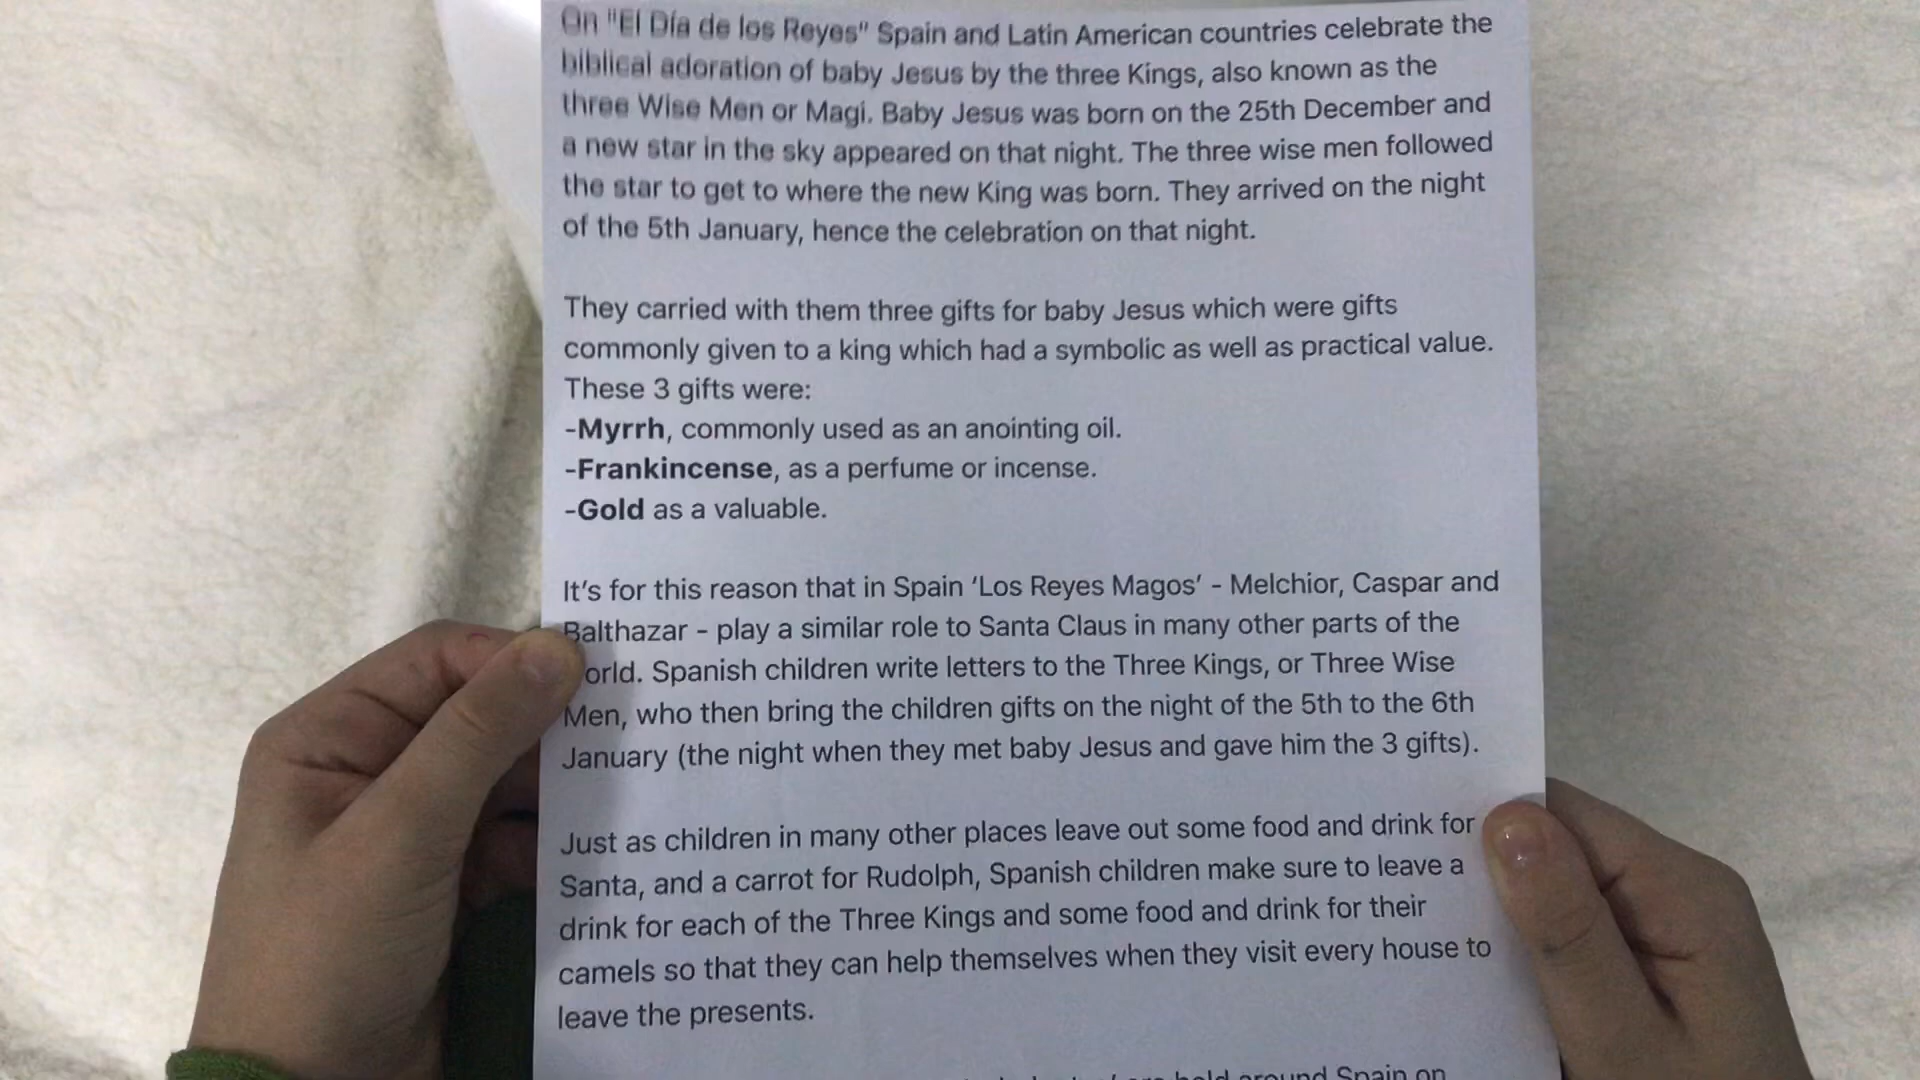 On "El Día de los Reyes" Spain and Latin American countries celebrate the
biblical adoration of baby Jesus by the three Kings, also known as the
three Wise Men or Magi. Baby Jesus was born on the 25th December and
a new star in the sky appeared on that night. The three wise men followed
the star to get to where the new King was born. They arrived on the night
of the 5th January, hence the celebration on that night.
They carried with them three gifts for baby Jesus which were gifts
commonly given to a king which had a symbolic as well as practical value.
These 3 gifts were:
-Myrrh, commonly used as an anointing oil.
-Frankincense, as a perfume or incense.
-Gold as a valuable.
It's for this reason that in Spain ‘Los Reyes Magos’ - Melchior, Caspar and
Balthazar - play a similar role to Santa Claus in many other parts of the
orld. Spanish children write letters to the Three Kings, or Three Wise
Men, who then bring the children gifts on the night of the 5th to the 6th
January (the night when they met baby Jesus and gave him the 3 gifts).
Just as children in many other places leave out some food and drink for
Santa, and a carrot for Rudolph, Spanish children make sure to leave a
drink for each of the Three Kings and some food and drink for their
camels so that they can help themselves when they visit every house to
leave the presents.
held around Spain on